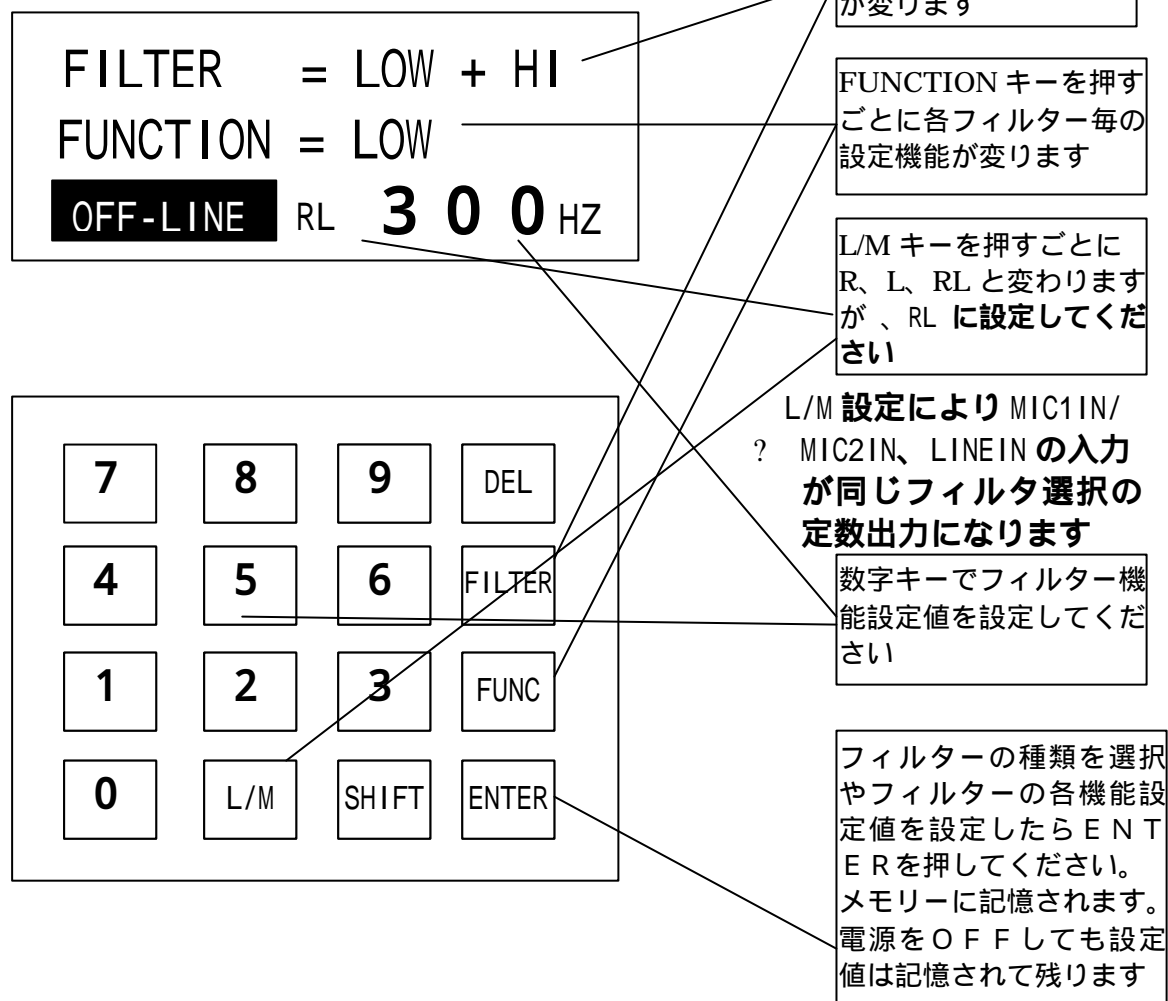 が変ります
FILTER = LOW + HI
FUNCTION = LOW
OFF-LINE RL 300HZ
FUNCTION キーを押す
ごとに各フィルター毎の
設定機能が変ります
L/M キーを押すごとに
R、L、RL と変わります
が 、RL に設定してくだ
さい
L/M 設定により MIC1IN/
? MIC2IN、LINEIN の入力
が同じフィルタ選択の
定数出力になります
7 8 9 DEL
4 5 6 FILTER
1 2 3 FUNC
0 L/M SHIFT ENTER
数字キーでフィルター機
能設定値を設定してくだ
さい
フィルターの種類を選択
やフィルターの各機能設
定値を設定したらＥＮＴ
ＥＲを押してください。
メモリーに記憶されます。
電源をＯＦＦしても設定
値は記憶されて残ります